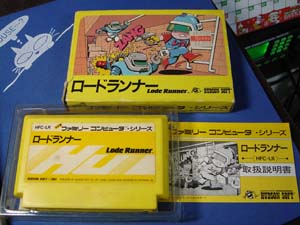 ZANG
ロードランナー
Lode Runner
HUDSON SOFT
HFC-LR
ファミリー コンピュータ・シリーズ
ロードランナー
Lode Runner
ファミリー コンピュータ・シリーズ
ロードランナー
HFC-LR
取扱説明書
HUDSON SOFT